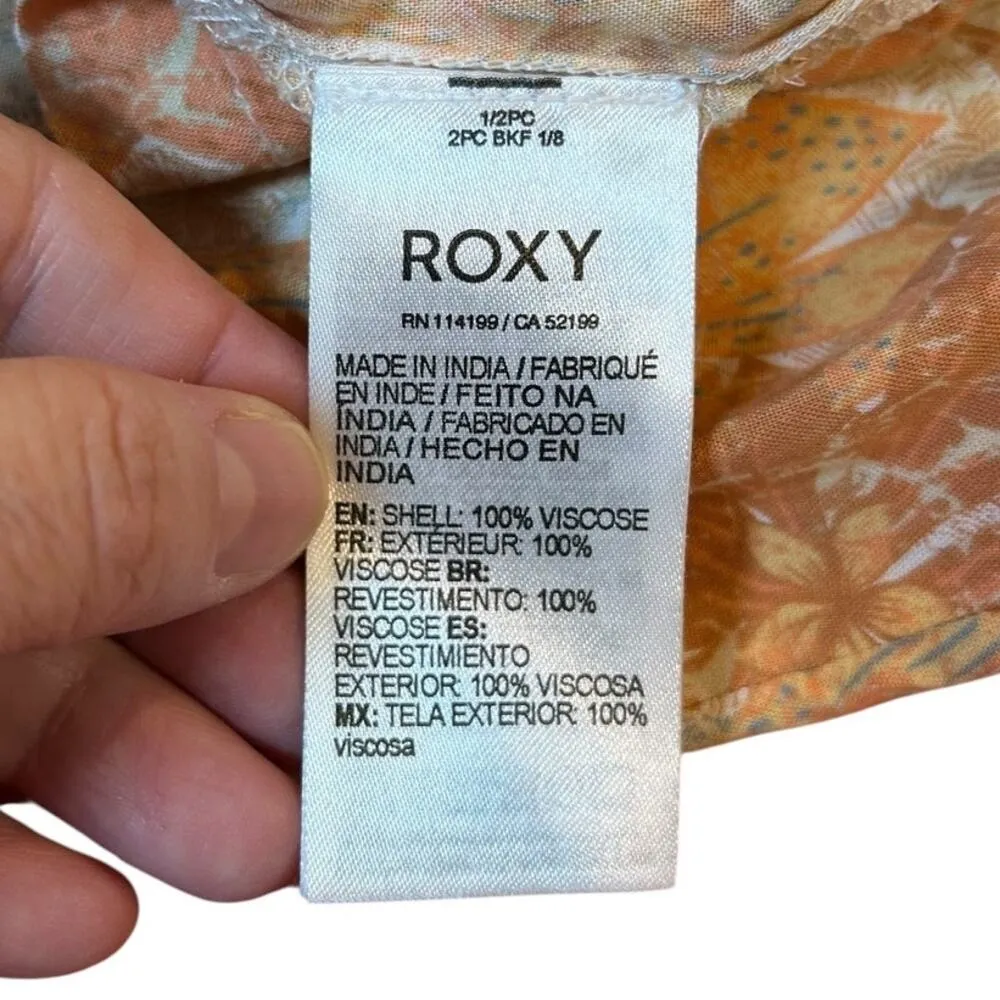 1/2PC
2PC BKF 1/8
ROXY
RN 114199 / CA 52199
MADE IN INDIA / FABRIQUÉ
EN INDE / FEITO NA
ÍNDIA / FABRICADO EN
INDIA / HECHO EN
INDIA
EN: SHELL: 100% VISCOSE
FR: EXTÉRIEUR: 100%
VISCOSE BR:
REVESTIMENTO: 100%
VISCOSE ES:
REVESTIMIENTO
EXTERIOR: 100% VISCOSA
MX: TELA EXTERIOR: 100%
viscosa